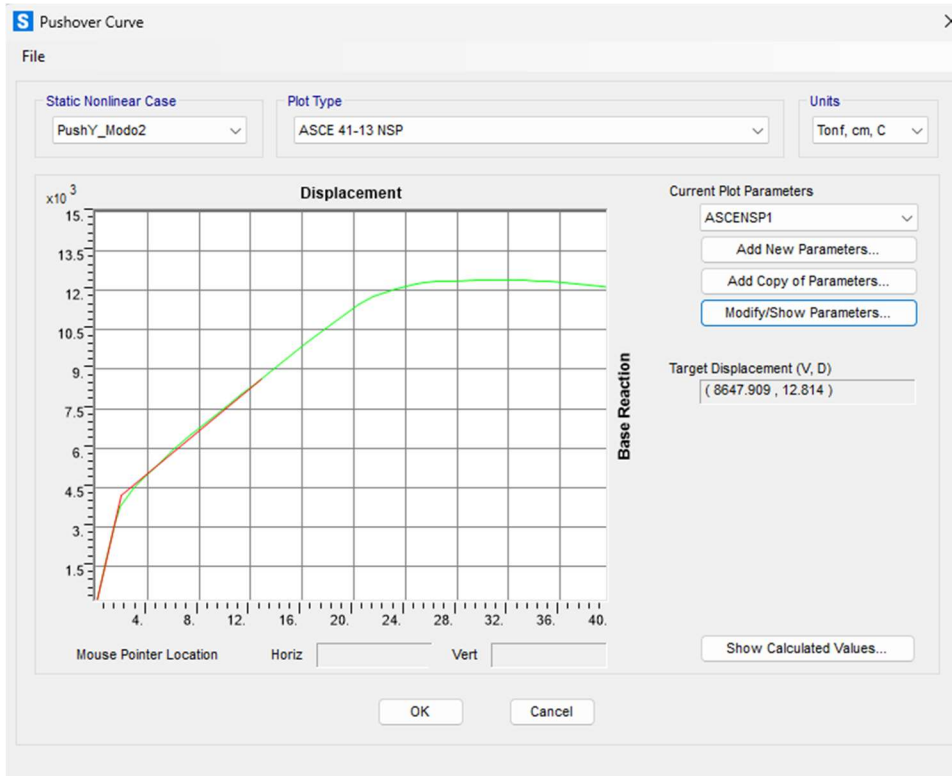 S Pushover Curve
File
Static Nonlinear Case
Plot Type
Units
PushY_Modo2
ASCE 41-13 NSP
Tonf, cm, C
Displacement
x10 3
15.
13.5
12.
10.5
9.
7.5
6.
4.5
3.
1.5
4. 8. 12. 16. 20. 24. 28. 32. 36. 40.
Base Reaction
Current Plot Parameters
ASCENSP1
Add New Parameters...
Add Copy of Parameters...
Modify/Show Parameters...
Target Displacement (V, D)
( 8647.909 , 12.814 )
Mouse Pointer Location Horiz Vert
Show Calculated Values...
OK Cancel